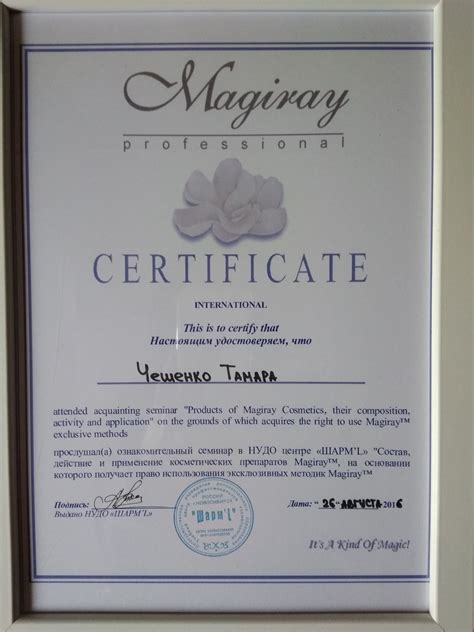 Magiray
professional
CERTIFICATE
INTERNATIONAL
This is to certify that
Настоящим удостоверяем, что
Чешенко Тамара
attended acquainting seminar "Products of Magiray Cosmetics, their composition,
activity and application" on the grounds of which acquires the right to use Magiray™
exclusive methods
прослушал(а) ознакомительный семинар в НУДО центре «ШАРМ'L» "Состав,
действие и применение косметических препаратов Magiray™, на основании
которого получает право использования эксклюзивных методик Magiray™
Подпись:
Выдано НУДО «ШАРМ'L»
"Шарм'L"
Дата: "26" августа 2016
It's A Kind Of Magic!